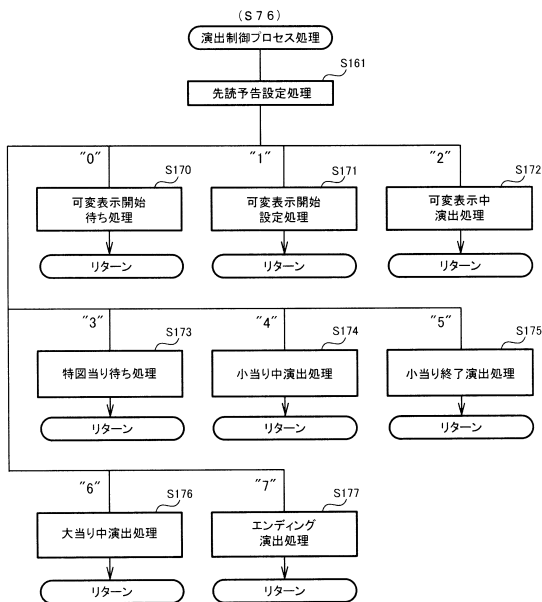 (S76)
演出制御プロセス処理
S161
先読予告設定処理
"0"
"1"
"2"
S170
S171
S172
可変表示開始
待ち処理
可変表示開始
設定処理
可変表示中
演出処理
リターン
リターン
リターン
"3"
"4"
"5"
S173
S174
S175
特図当り待ち処理
小当り中演出処理
小当り終了演出処理
リターン
リターン
リターン
"6"
"7"
S176
S177
大当り中演出処理
エンディング
演出処理
リターン
リターン